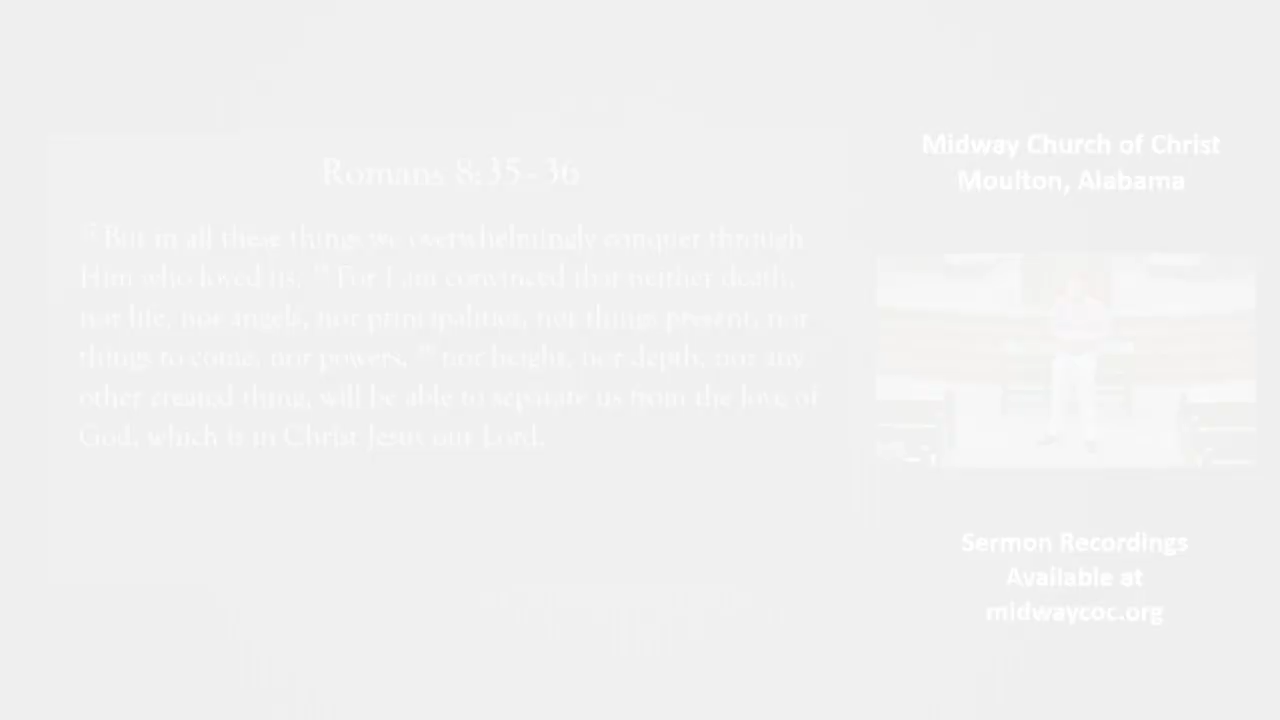 Romans 8:35–36
37 But in all these things we overwhelmingly conquer through
Him who loved us. 38 For I am convinced that neither death,
nor life, nor angels, nor principalities, nor things present, nor
things to come, nor powers, 39 nor height, nor depth, nor any
other created thing, will be able to separate us from the love of
God, which is in Christ Jesus our Lord.
Midway Church of Christ
Moulton, Alabama
Sermon Recordings
Available at
midwaycoc.org